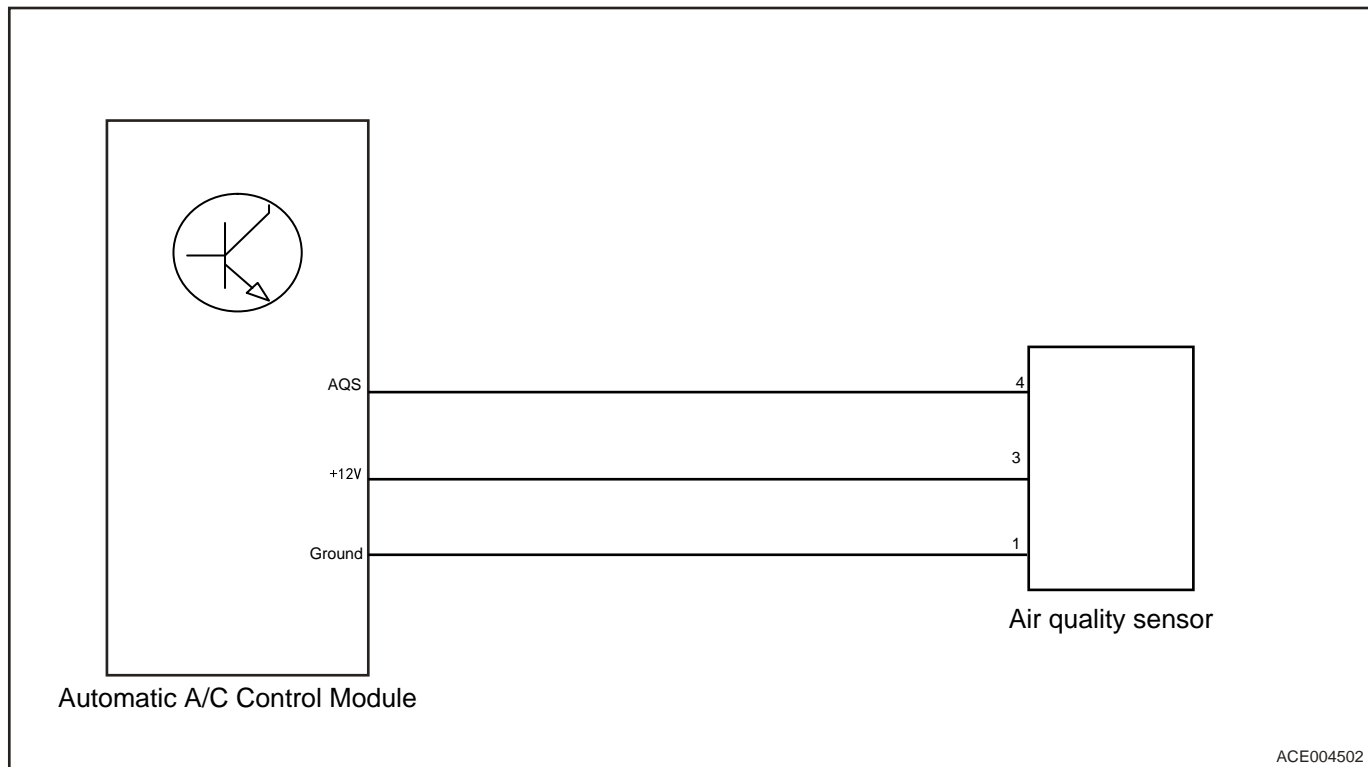 AQS
4
+12V
3
Ground
1
Air quality sensor
Automatic A/C Control Module
ACE004502